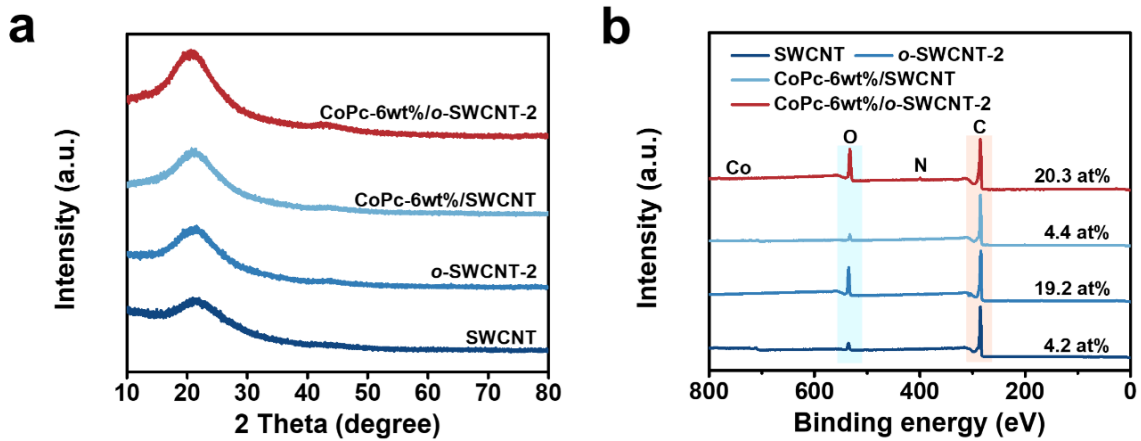 a
Intensity (a.u.)
CoPc-6wt%/o-SWCNT-2
CoPc-6wt%/SWCNT
o-SWCNT-2
SWCNT
10 20 30 40 50 60 70 80
2 Theta (degree)
b
Intensity (a.u.)
SWCNT o-SWCNT-2
CoPc-6wt%/SWCNT
CoPc-6wt%/o-SWCNT-2
Co O N C
20.3 at%
4.4 at%
19.2 at%
4.2 at%
800 600 400 200 0
Binding energy (eV)